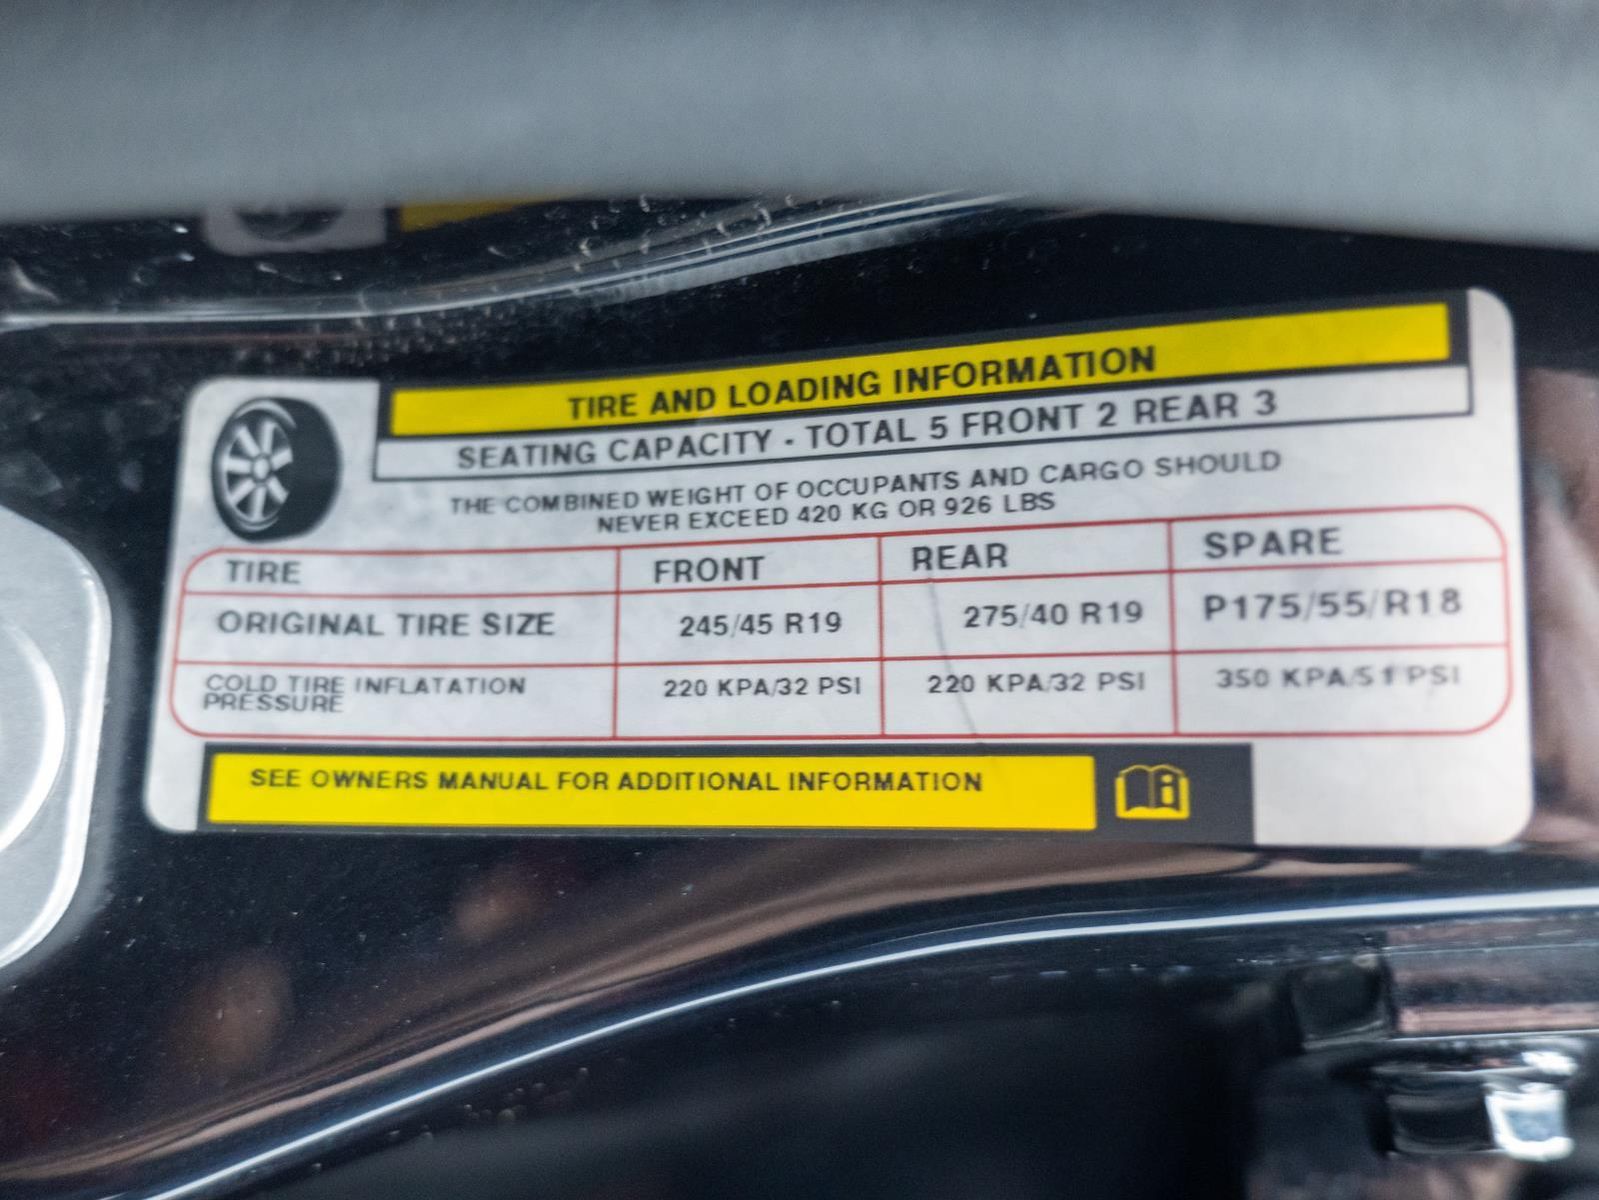 TIRE AND LOADING INFORMATION
SEATING CAPACITY - TOTAL 5 FRONT 2 REAR 3
THE COMBINED WEIGHT OF OCCUPANTS AND CARGO SHOULD
NEVER EXCEED 420 KG OR 926 LBS
TIRE FRONT REAR SPARE
ORIGINAL TIRE SIZE 245/45 R19 275/40 R19 P175/55/R18
COLD TIRE INFLATATION
PRESSURE 220 KPA/32 PSI 220 KPA/32 PSI 350 KPA/51 PSI
SEE OWNERS MANUAL FOR ADDITIONAL INFORMATION